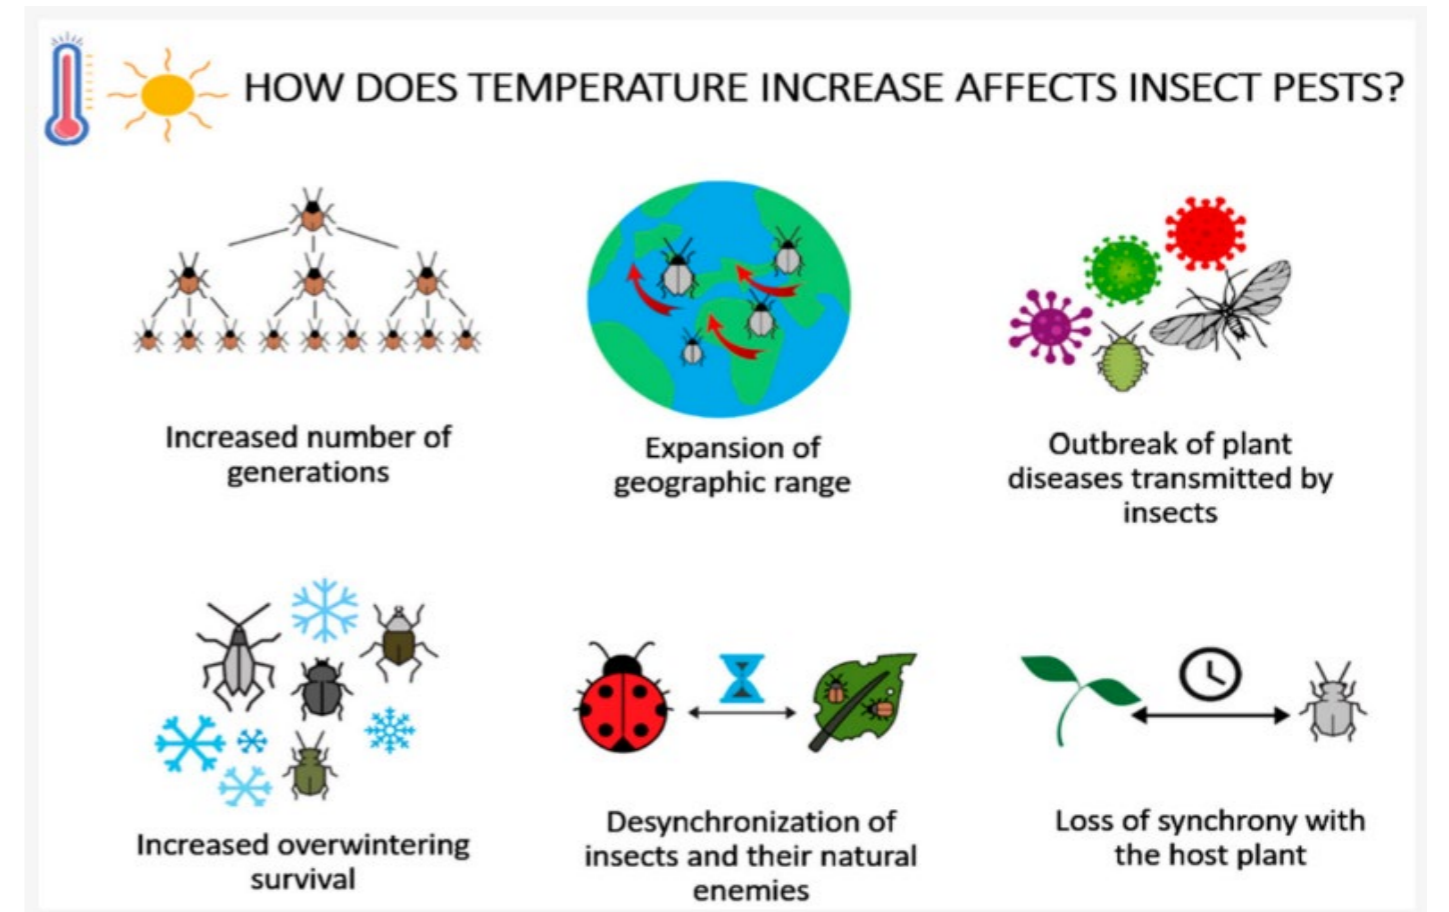 HOW DOES TEMPERATURE INCREASE AFFECTS INSECT PESTS?
Increased number of
generations
Expansion of
geographic range
Outbreak of plant
diseases transmitted by
insects
Increased overwintering
survival
Desynchronization of
insects and their natural
enemies
Loss of synchrony with
the host plant